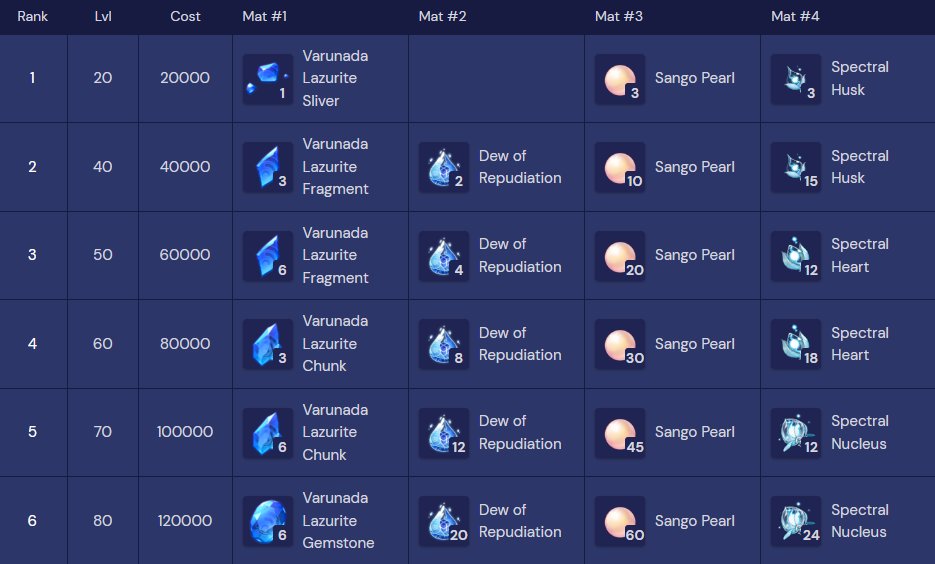 Rank Lvl Cost Mat #1 Mat #2 Mat #3 Mat #4
1 20 20000 1 Varunada Lazurite Sliver 3 Sango Pearl 3 Spectral Husk
2 40 40000 3 Varunada Lazurite Fragment 2 Dew of Repudiation 10 Sango Pearl 15 Spectral Husk
3 50 60000 6 Varunada Lazurite Fragment 4 Dew of Repudiation 20 Sango Pearl 12 Spectral Heart
4 60 80000 3 Varunada Lazurite Chunk 8 Dew of Repudiation 30 Sango Pearl 18 Spectral Heart
5 70 100000 6 Varunada Lazurite Chunk 12 Dew of Repudiation 45 Sango Pearl 12 Spectral Nucleus
6 80 120000 6 Varunada Lazurite Gemstone 20 Dew of Repudiation 60 Sango Pearl 24 Spectral Nucleus